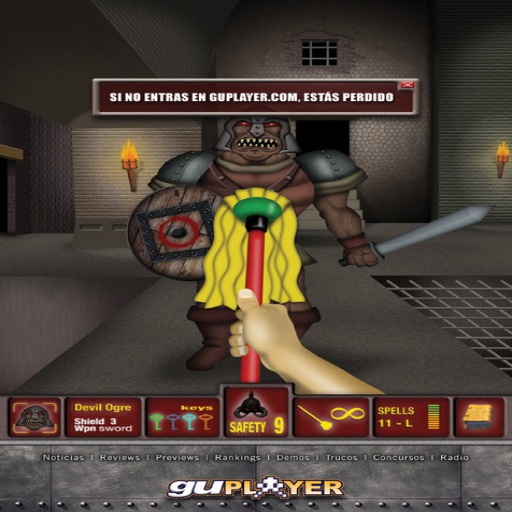 SI NO ENTRAS EN GUPLAYER.COM, ESTÁS PERDIDO
Devil Ogre
Shield 3
Wpn sword
keys
SAFETY 9
SPELLS
11 - L
Noticias | Reviews | Previews | Rankings | Demos | Trucos | Concursos | Radio
GUPLAYER